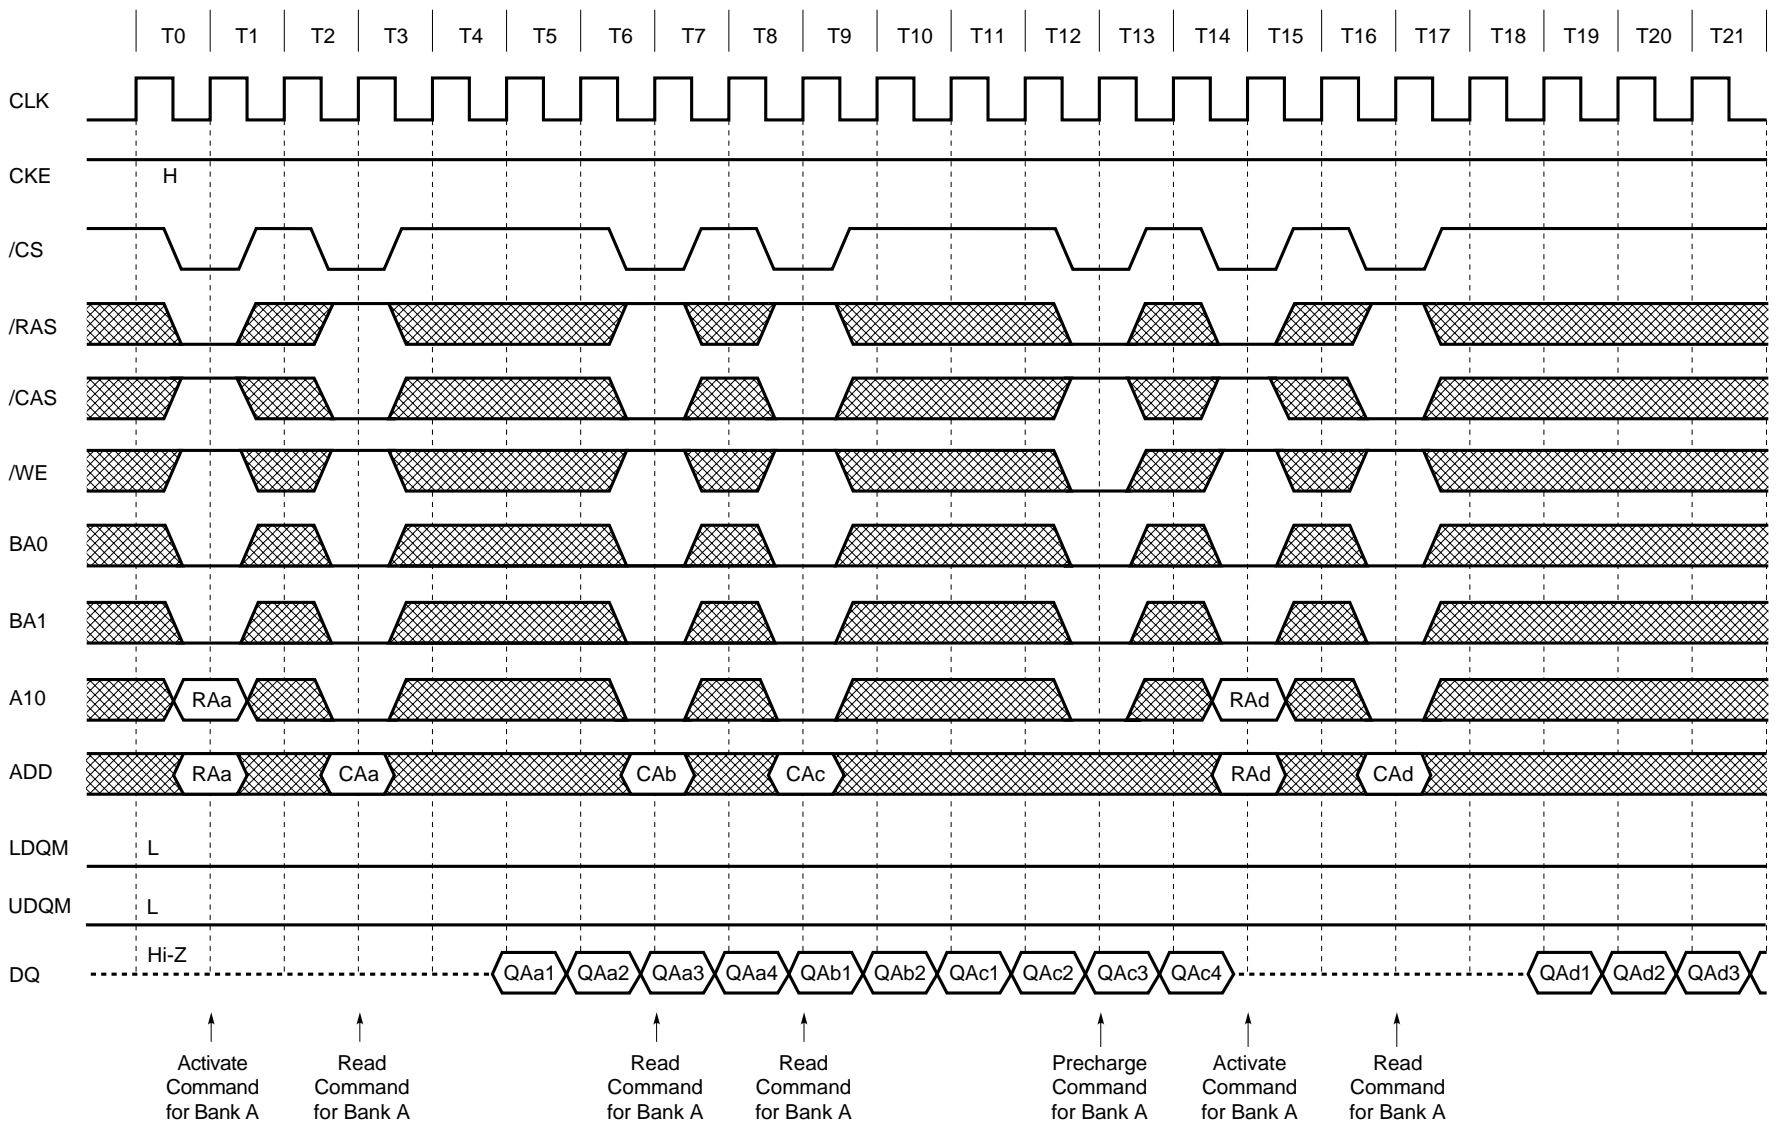 T0 T1 T2 T3 T4 T5 T6 T7 T8 T9 T10 T11 T12 T13 T14 T15 T16 T17 T18 T19 T20 T21
CLK
CKE H
/CS
/RAS
/CAS
/WE
BA0
BA1
A10 RAa RAd
ADD RAa CAa CAb CAc RAd CAd
LDQM L
UDQM L
Hi-Z
DQ QAa1 QAa2 QAa3 QAa4 QAb1 QAb2 QAc1 QAc2 QAc3 QAc4 QAd1 QAd2 QAd3
Activate
Command
for Bank A
Read
Command
for Bank A
Read
Command
for Bank A
Read
Command
for Bank A
Precharge
Command
for Bank A
Activate
Command
for Bank A
Read
Command
for Bank A